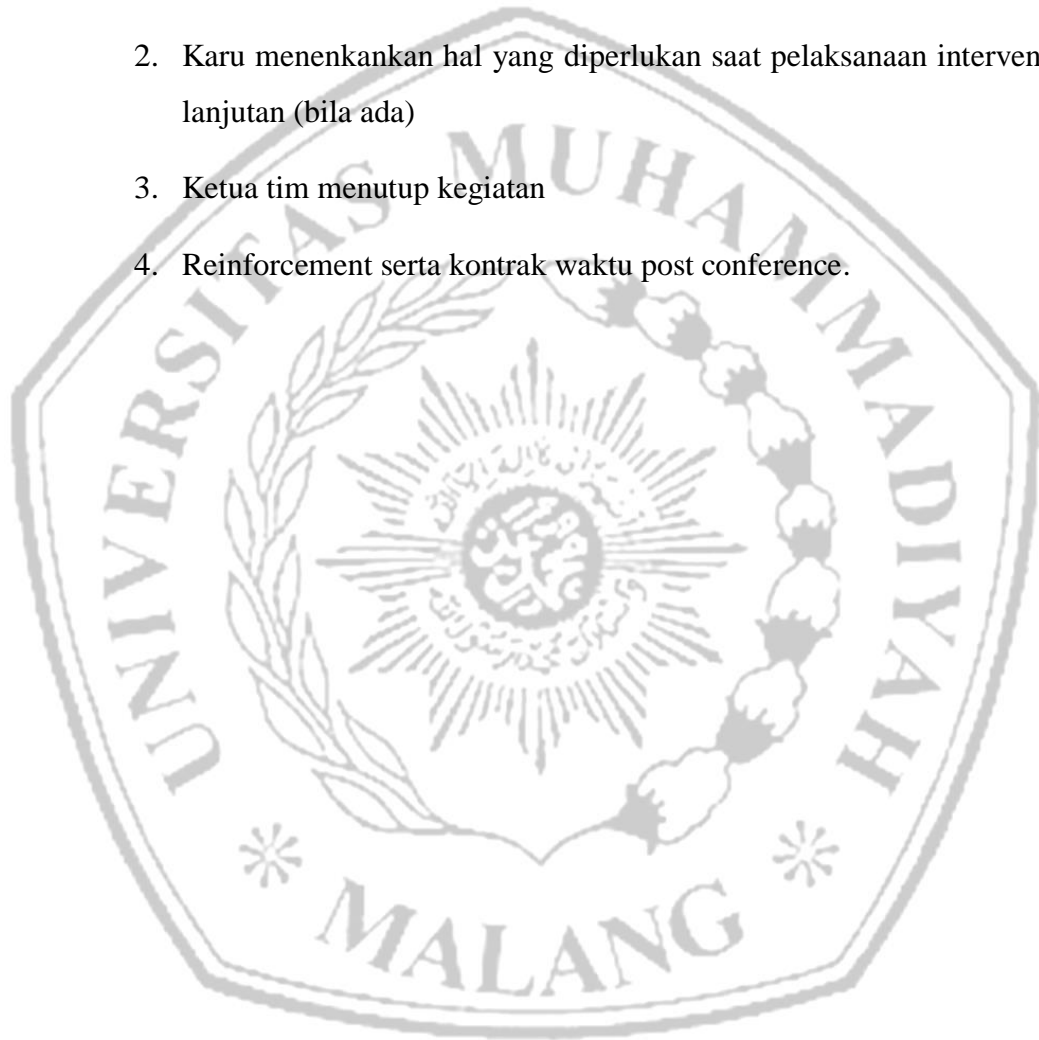 2. Karu menenkankan hal yang diperlukan saat pelaksanaan interven
lanjutan (bila ada)
3. Ketua tim menutup kegiatan
4. Reinforcement serta kontrak waktu post conference.
UNIVERSITAS MUHAMMADIYAH
MALANG